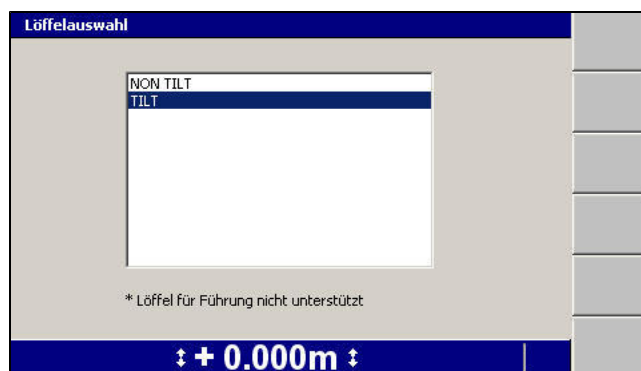 Löffelauswahl
NON TILT
TILT
* Löffel für Führung nicht unterstützt
↕ + 0.000m ↕